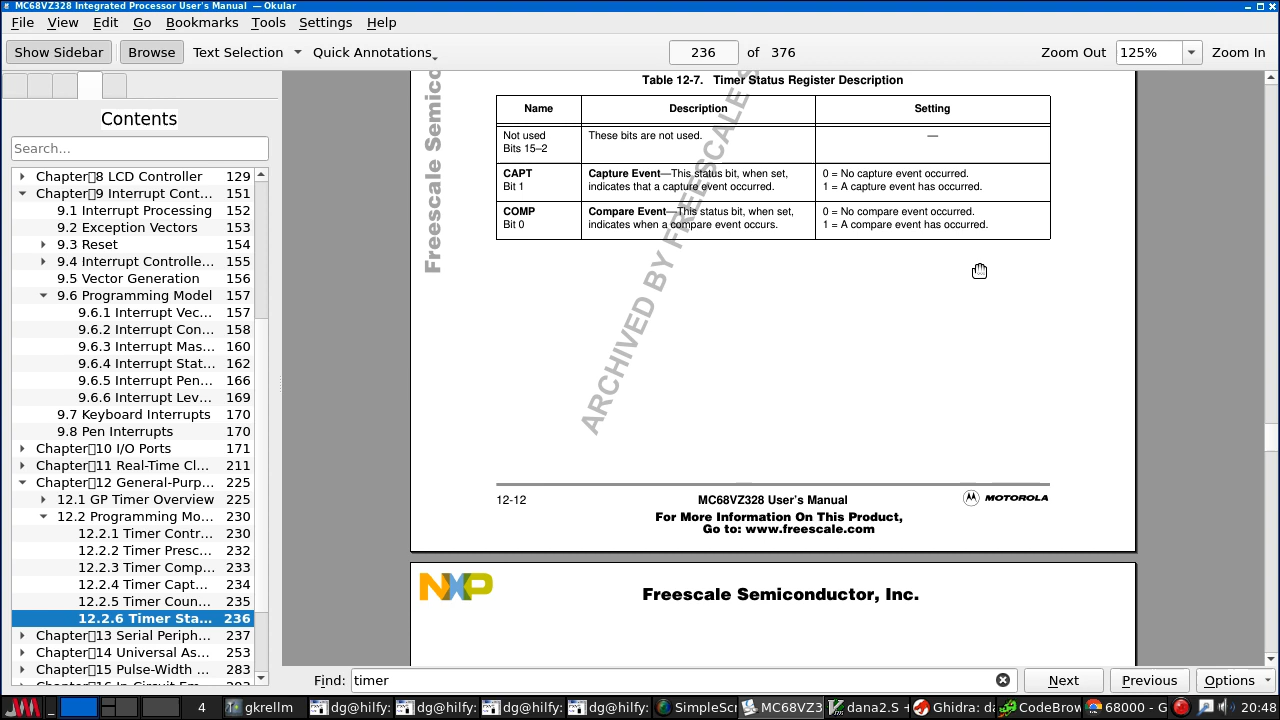 MC68VZ328 Integrated Processor User's Manual — Okular
File View Edit Go Bookmarks Tools Settings Help
Show Sidebar Browse Text Selection Quick Annotations 236 of 376 Zoom Out 125% Zoom In
Contents
Search...
Chapter 8 LCD Controller 129
Chapter 9 Interrupt Cont... 151
9.1 Interrupt Processing 152
9.2 Exception Vectors 153
9.3 Reset 154
9.4 Interrupt Controlle... 155
9.5 Vector Generation 156
9.6 Programming Model 157
9.6.1 Interrupt Vec... 157
9.6.2 Interrupt Con... 158
9.6.3 Interrupt Mas... 160
9.6.4 Interrupt Stat... 162
9.6.5 Interrupt Pen... 166
9.6.6 Interrupt Lev... 169
9.7 Keyboard Interrupts 170
9.8 Pen Interrupts 170
Chapter 10 I/O Ports 171
Chapter 11 Real-Time Cl... 211
Chapter 12 General-Purp... 225
12.1 GP Timer Overview 225
12.2 Programming Mo... 230
12.2.1 Timer Contr... 230
12.2.2 Timer Presc... 232
12.2.3 Timer Comp... 233
12.2.4 Timer Capt... 234
12.2.5 Timer Coun... 235
12.2.6 Timer Sta... 236
Chapter 13 Serial Periph... 237
Chapter 14 Universal As... 253
Chapter 15 Pulse-Width ... 283
Freescale Semic
ARCHIVED BY FREESCALE S
Table 12-7. Timer Status Register Description
Name Description Setting
Not used These bits are not used. —
Bits 15–2
CAPT Capture Event—This status bit, when set, 0 = No capture event occurred.
Bit 1 indicates that a capture event occurred. 1 = A capture event has occurred.
COMP Compare Event—This status bit, when set, 0 = No compare event occurred.
Bit 0 indicates when a compare event occurs. 1 = A compare event has occurred.
12-12 MC68VZ328 User's Manual MOTOROLA
For More Information On This Product,
Go to: www.freescale.com
NXP Freescale Semiconductor, Inc.
Find: timer Next Previous Options
4 gkrellm dg@hilfy: dg@hilfy: dg@hilfy: dg@hilfy: SimpleScr MC68VZ3 dana2.S + Ghidra: da CodeBrow 68000 - G 20:48